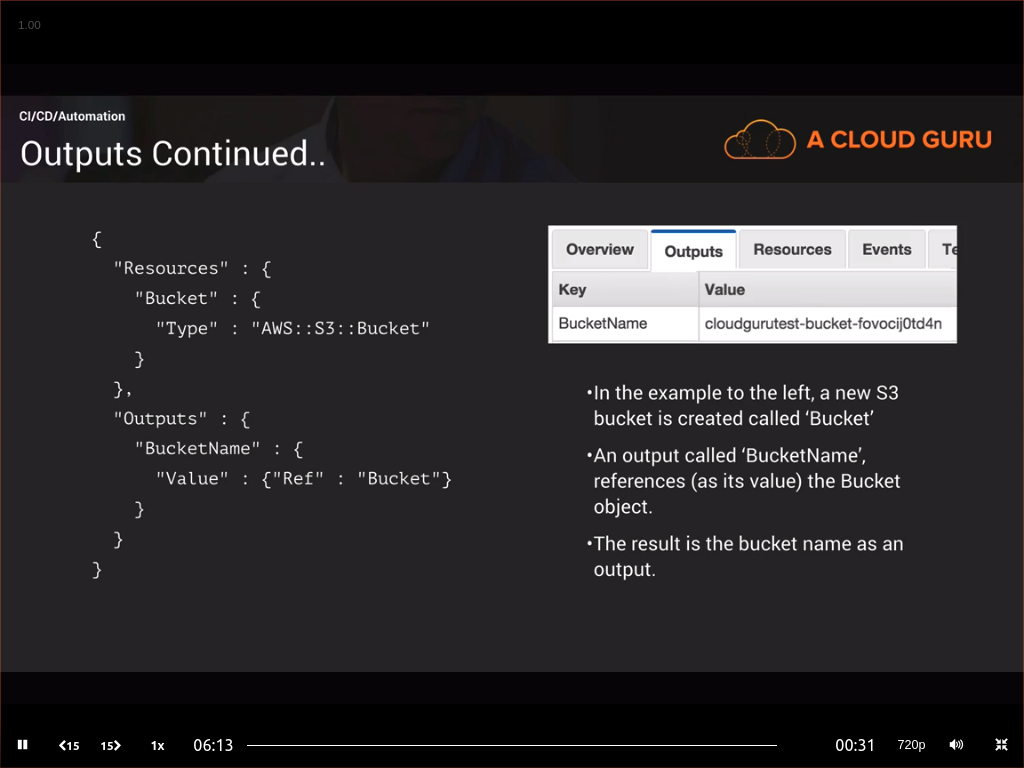 1.00
CI/CD/Automation
Outputs Continued..
A CLOUD GURU
{
"Resources" : {
"Bucket" : {
"Type" : "AWS::S3::Bucket"
}
},
"Outputs" : {
"BucketName" : {
"Value" : {"Ref" : "Bucket"}
}
}
}
Overview Outputs Resources Events Te
Key Value
BucketName cloudgurutest-bucket-fovocij0td4n
•In the example to the left, a new S3
bucket is created called ‘Bucket’
•An output called ‘BucketName’,
references (as its value) the Bucket
object.
•The result is the bucket name as an
output.
15 15 1x 06:13 00:31 720p